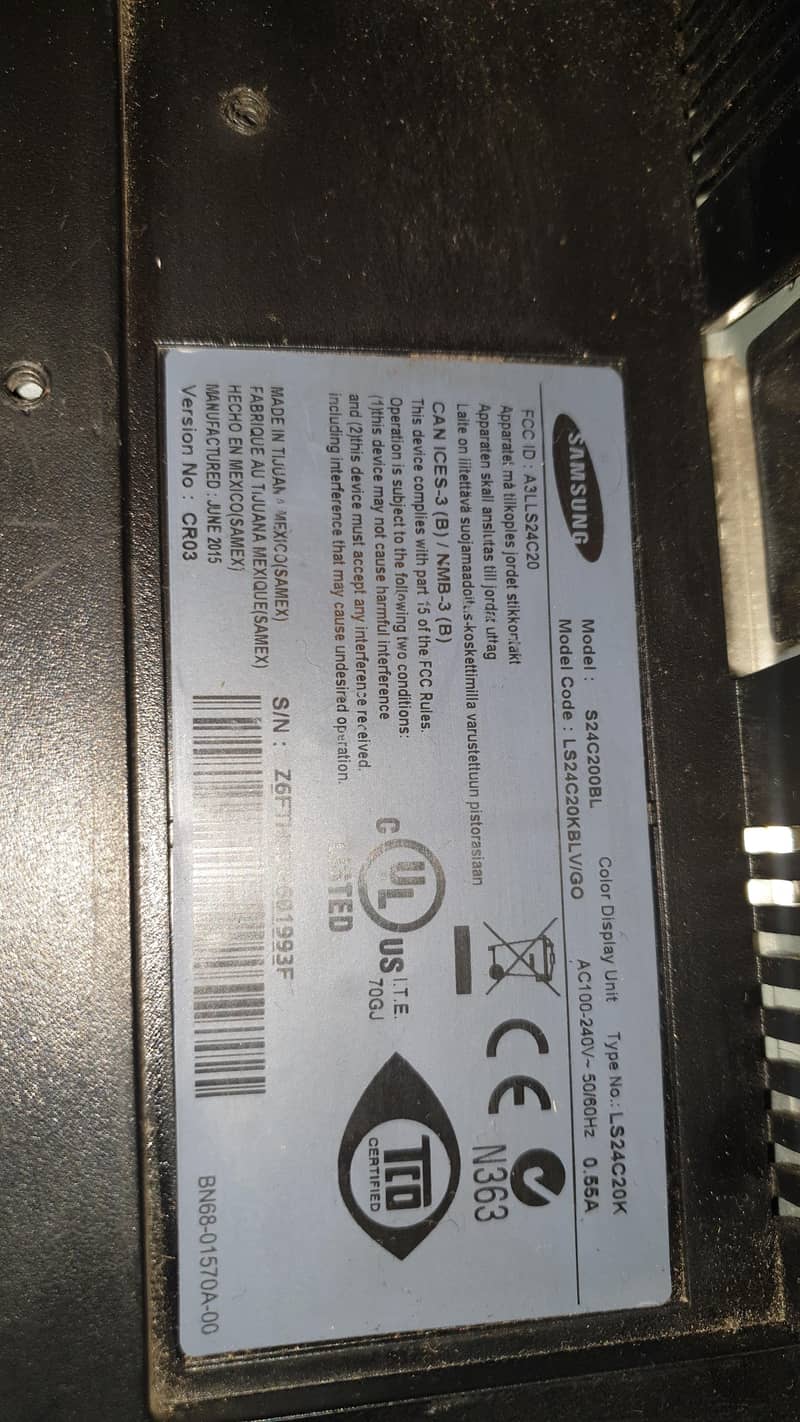 SAMSUNG
Model : S24C200BL
Color Display Unit Type No.: LS24C20K
Model Code : LS24C20KBLV/GO
AC100-240V~ 50/60Hz 0.55A
FCC ID : A3LLS24C20
Apparatet må tilkoples jordet stikkontakt
Apparaten skall anslutas till jordat uttag
Laite on liitettävä suojamaadoitus-koskettimilla varustettuun pistorasiaan
CAN ICES-3 (B) / NMB-3 (B)
This device complies with part 15 of the FCC Rules.
Operation is subject to the following two conditions:
(1)this device may not cause harmful interference
and (2)this device must accept any interference received,
including interference that may cause undesired operation.
CE
N363
C UL US
LISTED
I.T.E.
70GJ
TCO
CERTIFIED
MADE IN TIJUANA MEXICO(SAMEX)
FABRIQUE AU TIJUANA MEXIQUE(SAMEX)
HECHO EN MEXICO(SAMEX)
MANUFACTURED : JUNE 2015
Version No : CR03
S/N :
BN68-01570A-00